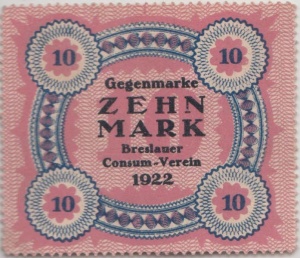 10 10
Gegenmarke
ZEHN
MARK
Breslauer
Consum-Verein
1922
10 10